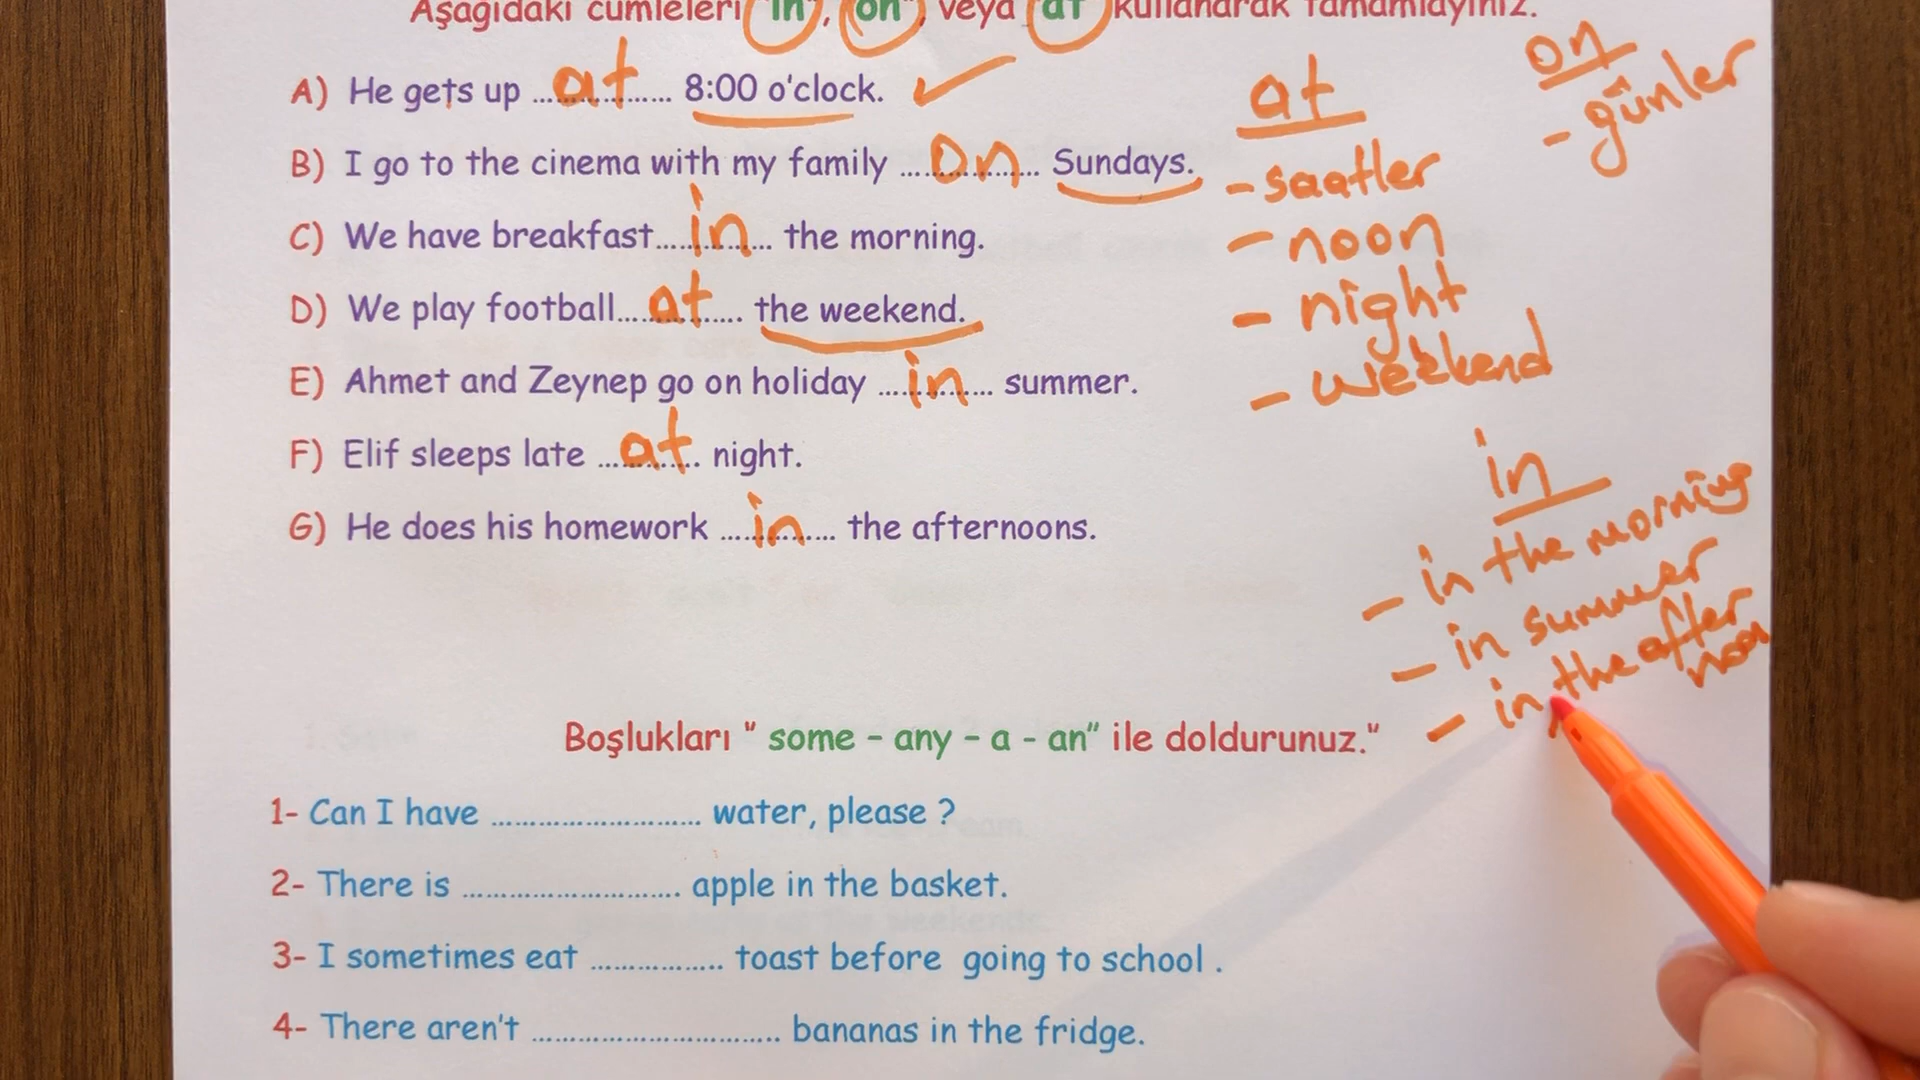 Aşağıdaki cümleleri "in", "on", veya "at" kullanarak tamamlayınız.
A) He gets up ...at... 8:00 o'clock.
B) I go to the cinema with my family ...on... Sundays.
C) We have breakfast...in... the morning.
D) We play football...at... the weekend.
E) Ahmet and Zeynep go on holiday ...in... summer.
F) Elif sleeps late ...at... night.
G) He does his homework ...in... the afternoons.
at
- saatler
- noon
- night
- weekend
on
- günler
in
- in the morning
- in summer
- in the after
noon
Boşlukları " some - any - a - an" ile doldurunuz."
1- Can I have ........................ water, please ?
2- There is ........................ apple in the basket.
3- I sometimes eat ............... toast before going to school .
4- There aren't ............................ bananas in the fridge.